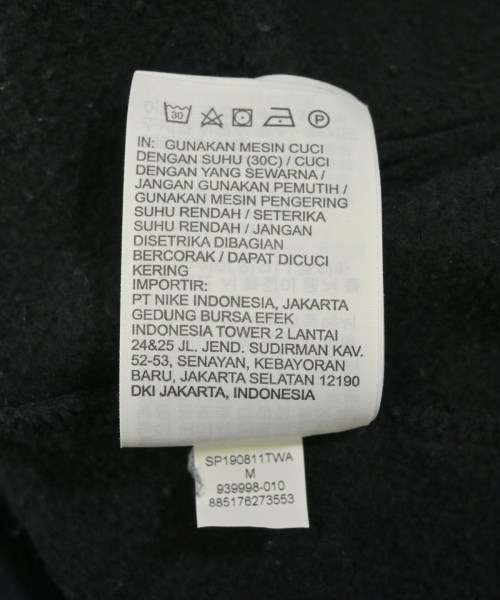 30
P
IN: GUNAKAN MESIN CUCI
DENGAN SUHU (30C) / CUCI
DENGAN YANG SEWARNA /
JANGAN GUNAKAN PEMUTIH /
GUNAKAN MESIN PENGERING
SUHU RENDAH / SETERIKA
SUHU RENDAH / JANGAN
DISETRIKA DIBAGIAN
BERCORAK / DAPAT DICUCI
KERING
IMPORTIR:
PT NIKE INDONESIA, JAKARTA
GEDUNG BURSA EFEK
INDONESIA TOWER 2 LANTAI
24&25 JL. JEND. SUDIRMAN KAV.
52-53, SENAYAN, KEBAYORAN
BARU, JAKARTA SELATAN 12190
DKI JAKARTA, INDONESIA
SP190811TWA
M
939998-010
885176273553